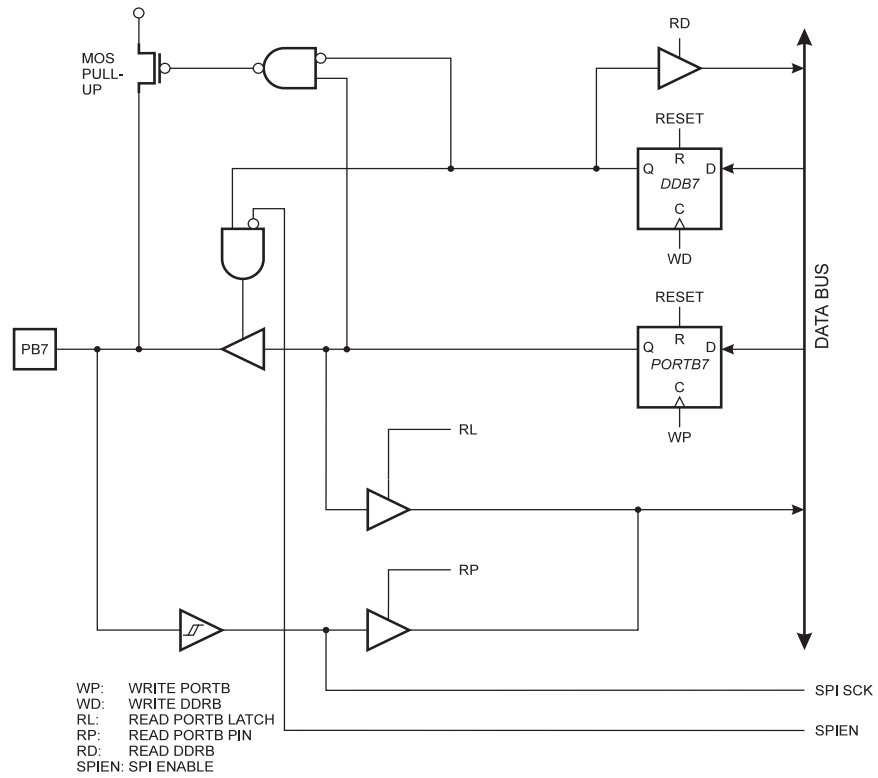 RD
MOS
PULL-
UP
RESET
R
Q
D
DDB7
C
WD
DATA BUS
RESET
PB7
R
Q
D
PORTB7
C
WP
RL
RP
WP: WRITE PORTB
WD: WRITE DDRB
RL: READ PORTB LATCH
RP: READ PORTB PIN
RD: READ DDRB
SPIEN: SPI ENABLE
SPI SCK
SPIEN